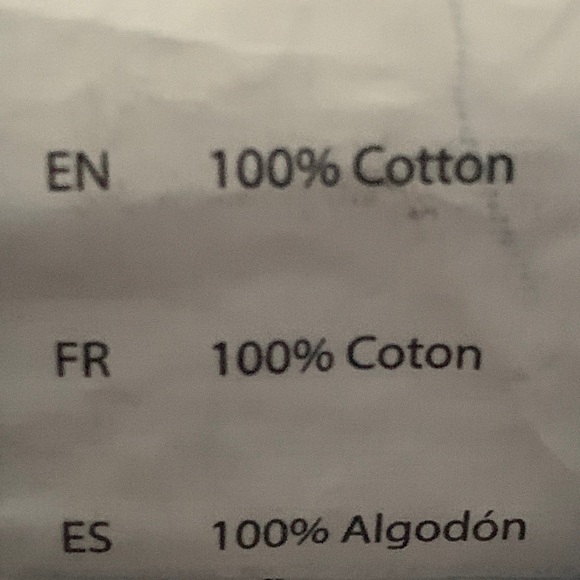 EN 100% Cotton
FR 100% Coton
ES 100% Algodón